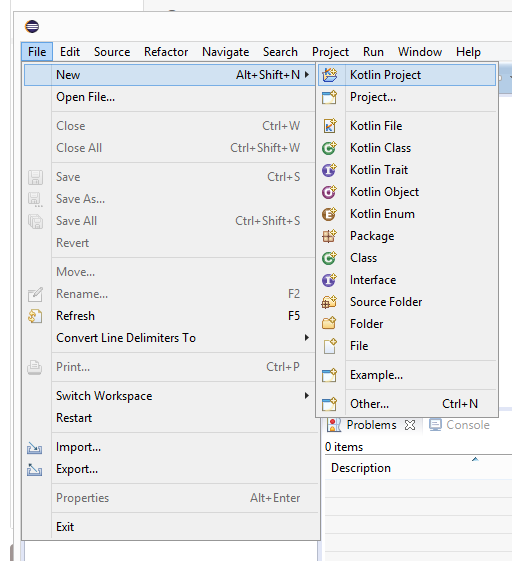 File Edit Source Refactor Navigate Search Project Run Window Help
New Alt+Shift+N
Open File...
Close Ctrl+W
Close All Ctrl+Shift+W
Save Ctrl+S
Save As...
Save All Ctrl+Shift+S
Revert
Move...
Rename... F2
Refresh F5
Convert Line Delimiters To
Print... Ctrl+P
Switch Workspace
Restart
Import...
Export...
Properties Alt+Enter
Exit
Kotlin Project
Project...
Kotlin File
Kotlin Class
Kotlin Trait
Kotlin Object
Kotlin Enum
Package
Class
Interface
Source Folder
Folder
File
Example...
Other... Ctrl+N
Problems Console
0 items
Description